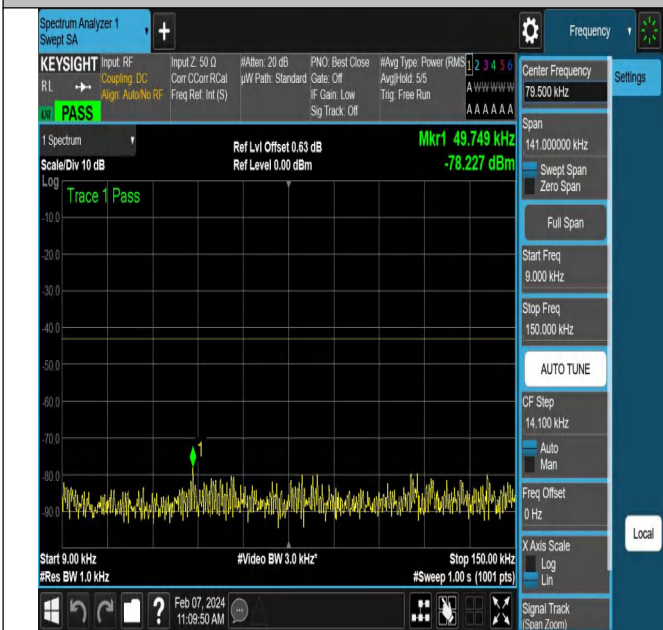 Spectrum Analyzer 1
Swept SA
Frequency
KEYSIGHT
RL
PASS
Input: RF
Coupling: DC
Align: Auto/No RF
Input Z: 50 Ω
Corr CCorr RCal
Freq Ref: Int (S)
#Atten: 20 dB
µW Path: Standard
PNO: Best Close
Gate: Off
IF Gain: Low
Sig Track: Off
#Avg Type: Power (RMS
Avg|Hold: 5/5
Trig: Free Run
1 2 3 4 5 6
A W W W W W
A A A A A A
1 Spectrum
Scale/Div 10 dB
Log
Ref Lvl Offset 0.63 dB
Ref Level 0.00 dBm
Mkr1 49.749 kHz
-78.227 dBm
Trace 1 Pass
-10.0
-20.0
-30.0
-40.0
-50.0
-60.0
-70.0
-80.0
-90.0
1
Start 9.00 kHz
#Res BW 1.0 kHz
#Video BW 3.0 kHz*
Stop 150.00 kHz
#Sweep 1.00 s (1001 pts)
Feb 07, 2024
11:09:50 AM
Center Frequency
79.500 kHz
Settings
Span
141.000000 kHz
Swept Span
Zero Span
Full Span
Start Freq
9.000 kHz
Stop Freq
150.000 kHz
AUTO TUNE
CF Step
14.100 kHz
Auto
Man
Freq Offset
0 Hz
X Axis Scale
Log
Lin
Local
Signal Track
(Span Zoom)